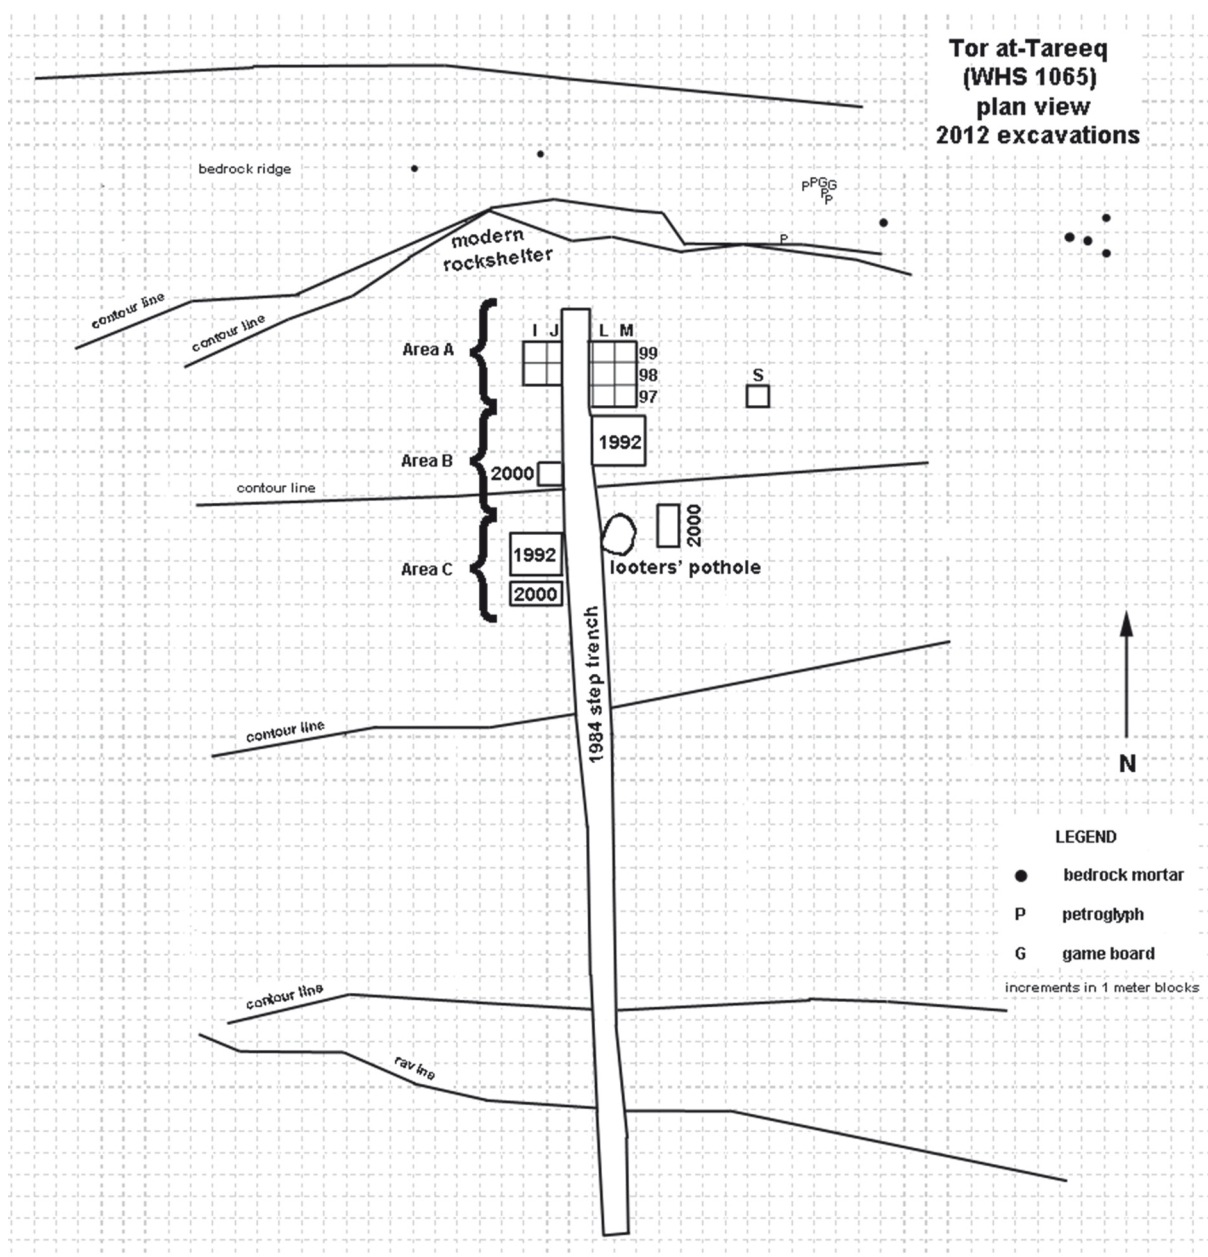 Tor at-Tareeq
(WHS 1065)
plan view
2012 excavations
bedrock ridge
PPGG
P
P
P
modern
rockshelter
contour line
contour line
I J L M
Area A
99
98
97
S
1992
Area B
2000
contour line
2000
1992
looters' pothole
Area C
2000
1984 step trench
contour line
N
LEGEND
bedrock mortar
P petroglyph
G game board
increments in 1 meter blocks
contour line
ravine